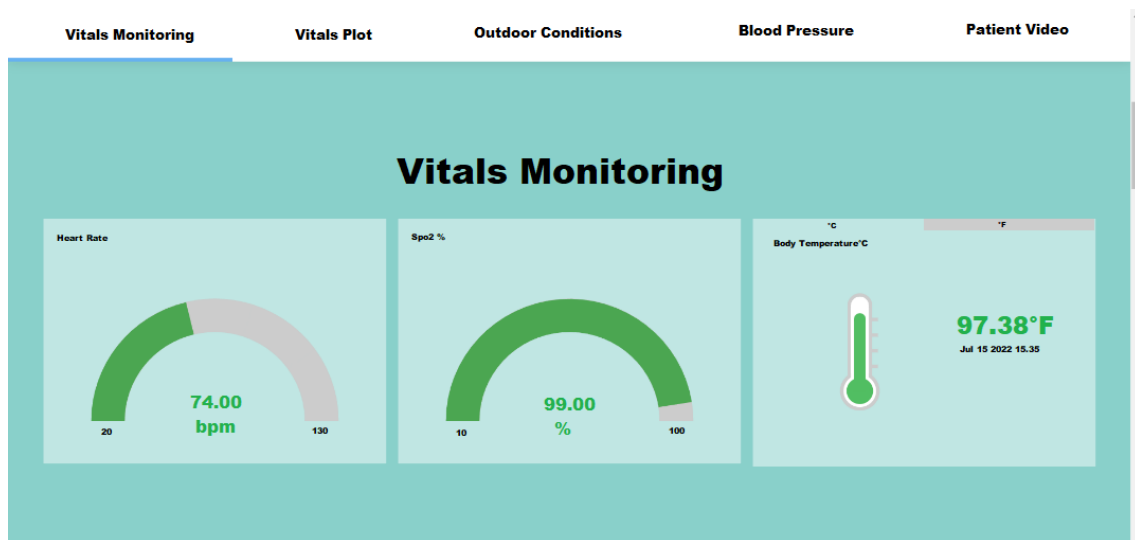 Vitals Monitoring
Vitals Plot
Outdoor Conditions
Blood Pressure
Patient Video
Vitals Monitoring
Heart Rate
74.00
bpm
20
130
Spo2 %
99.00
%
10
100
°C
°F
Body Temperature°C
97.38°F
Jul 15 2022 15.35